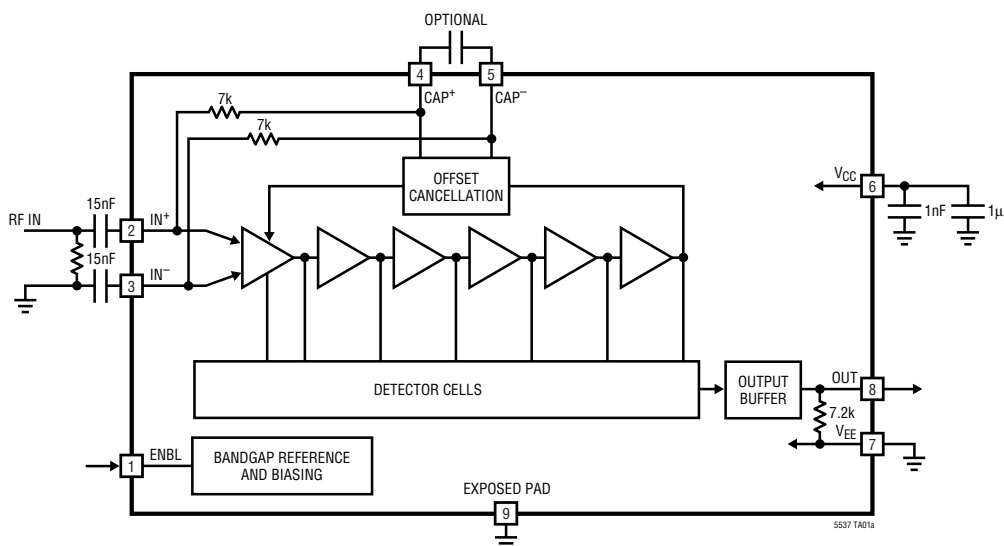 OPTIONAL
4
5
CAP+
CAP−
7k
7k
OFFSET
CANCELLATION
VCC
6
1nF
1µ
15nF
RF IN
2
IN+
15nF
3
IN−
DETECTOR CELLS
OUTPUT
BUFFER
OUT
8
7.2k
VEE
7
1
ENBL
BANDGAP REFERENCE
AND BIASING
EXPOSED PAD
9
5537 TA01a